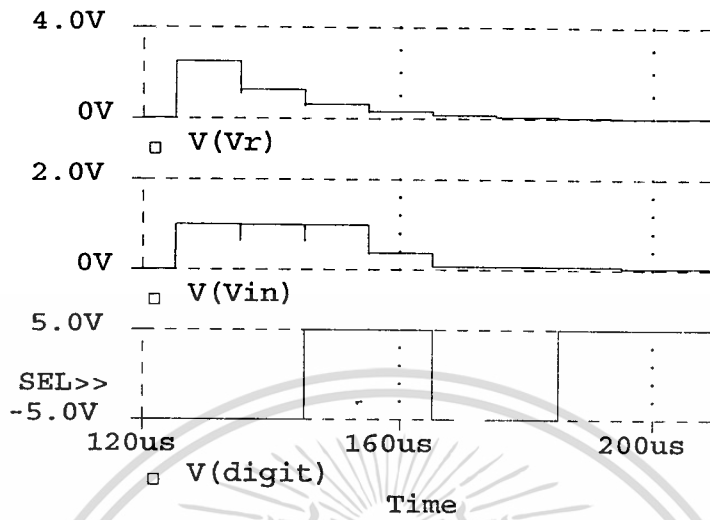 4.0V
0V
V(Vr)
2.0V
0V
V(Vin)
5.0V
SEL>>
-5.0V
120us 160us 200us
V(digit)
Time